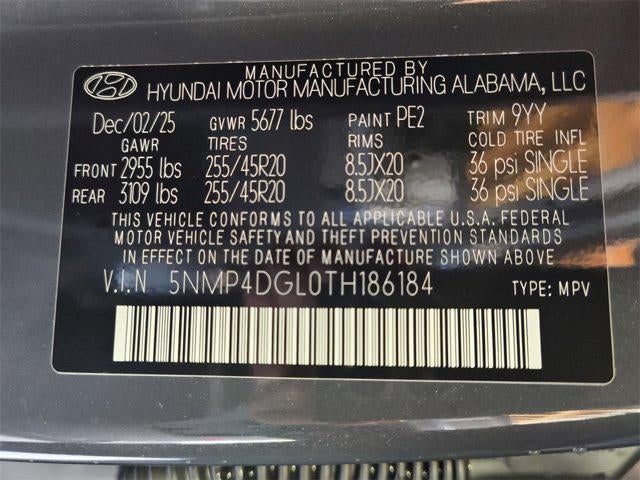 MANUFACTURED BY
HYUNDAI MOTOR MANUFACTURING ALABAMA, LLC
Dec/02/25 GVWR 5677 lbs PAINT PE2 TRIM 9YY
GAWR TIRES RIMS COLD TIRE INFL
FRONT 2955 lbs 255/45R20 8.5JX20 36 psi SINGLE
REAR 3109 lbs 255/45R20 8.5JX20 36 psi SINGLE
THIS VEHICLE CONFORMS TO ALL APPLICABLE U.S.A. FEDERAL
MOTOR VEHICLE SAFETY AND THEFT PREVENTION STANDARDS
IN EFFECT ON THE DATE OF MANUFACTURE SHOWN ABOVE
V.I.N 5NMP4DGL0TH186184 TYPE: MPV